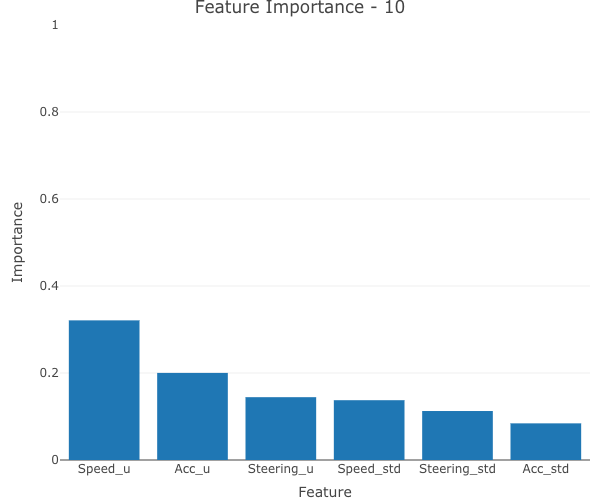 Feature Importance - 10
1
0.8
0.6
0.4
0.2
0
Importance
Speed_u
Acc_u
Steering_u
Speed_std
Steering_std
Acc_std
Feature